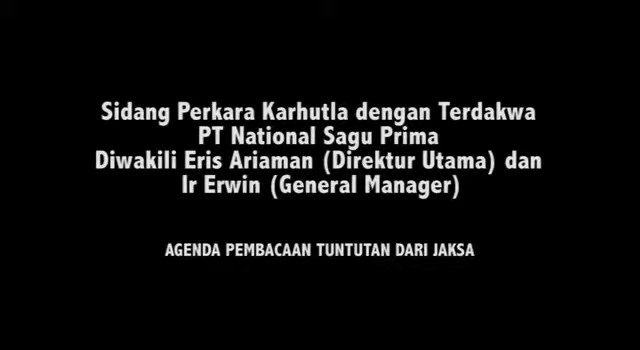 Sidang Perkara Karhutla dengan Terdakwa
PT National Sagu Prima
Diwakili Eris Ariaman (Direktur Utama) dan
Ir Erwin (General Manager)
AGENDA PEMBACAAN TUNTUTAN DARI JAKSA